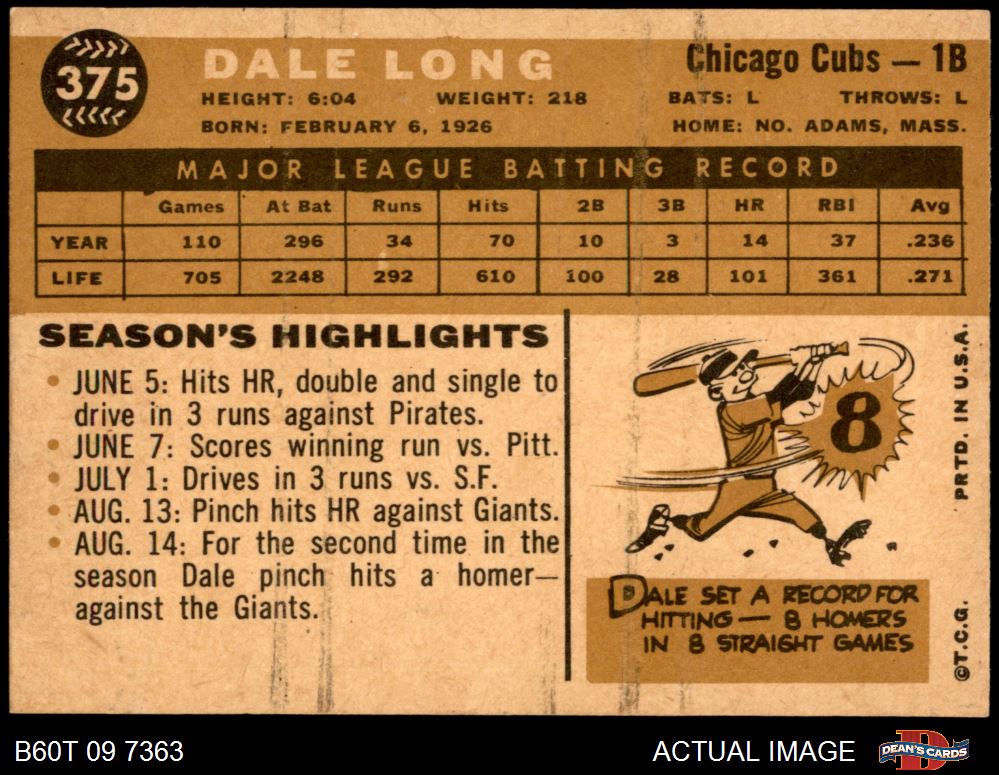 375
DALE LONG
Chicago Cubs — 1B
HEIGHT: 6:04 WEIGHT: 218 BATS: L THROWS: L
BORN: FEBRUARY 6, 1926 HOME: NO. ADAMS, MASS.
MAJOR LEAGUE BATTING RECORD
Games At Bat Runs Hits 2B 3B HR RBI Avg
YEAR 110 296 34 70 10 3 14 37 .236
LIFE 705 2248 292 610 100 28 101 361 .271
SEASON'S HIGHLIGHTS
• JUNE 5: Hits HR, double and single to
drive in 3 runs against Pirates.
• JUNE 7: Scores winning run vs. Pitt.
• JULY 1: Drives in 3 runs vs. S.F.
• AUG. 13: Pinch hits HR against Giants.
• AUG. 14: For the second time in the
season Dale pinch hits a homer—
against the Giants.
8
DALE SET A RECORD FOR
HITTING — 8 HOMERS
IN 8 STRAIGHT GAMES
PRTD. IN U.S.A.
©T.C.G.
B60T 09 7363
ACTUAL IMAGE
DEAN'S CARDS